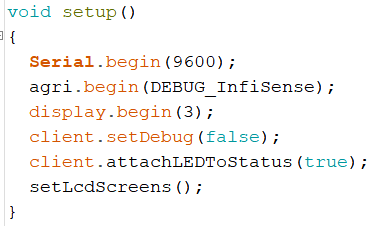 void setup()
{
Serial.begin(9600);
agri.begin(DEBUG_InfiSense);
display.begin(3);
client.setDebug(false);
client.attachLEDToStatus(true);
setLcdScreens();
}